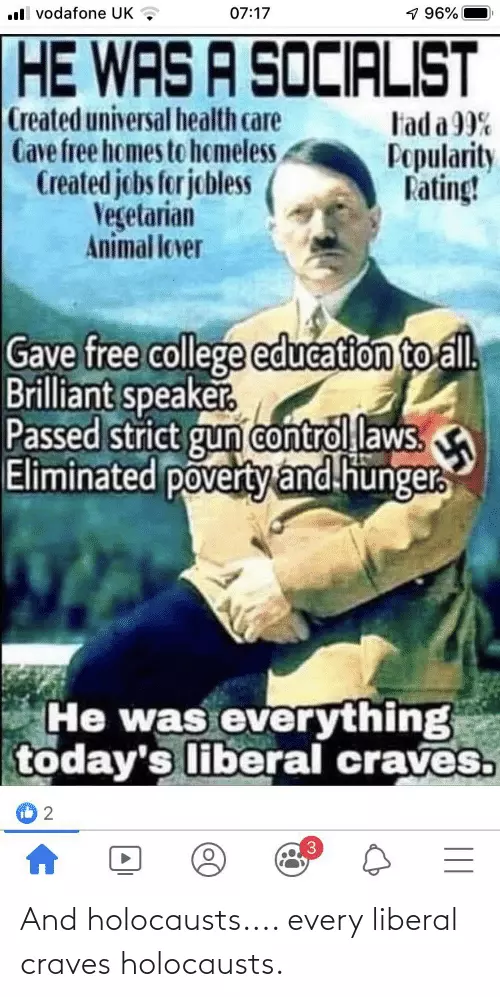 vodafone UK 07:17 96%
HE WAS A SOCIALIST
Created universal health care
Gave free homes to homeless
Created jobs for jobless
Vegetarian
Animal lover
Had a 99%
Popularity
Rating!
Gave free college education to all.
Brilliant speaker.
Passed strict gun control laws.
Eliminated poverty and hunger.
He was everything
today's liberal craves.
2
3
And holocausts.... every liberal
craves holocausts.